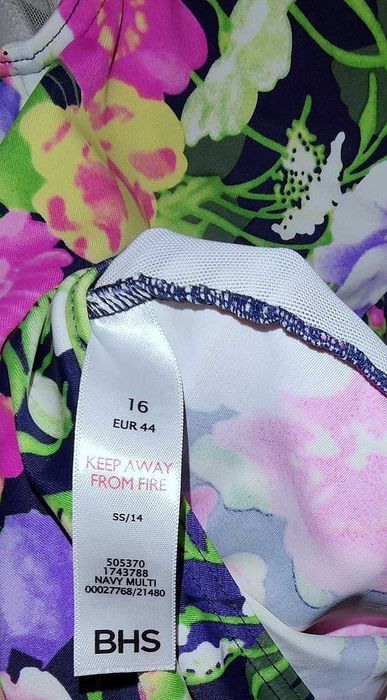 16
EUR 44
KEEP AWAY
FROM FIRE
SS/14
505370
1743788
NAVY MULTI
00027768/21480
BHS